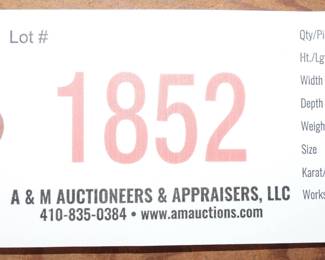 Lot #
1852
A & M AUCTIONEERS & APPRAISERS, LLC
410-835-0384 • www.amauctions.com
Qty/Pi
Ht./Lg
Width
Depth
Weigh
Size
Karat/
Works